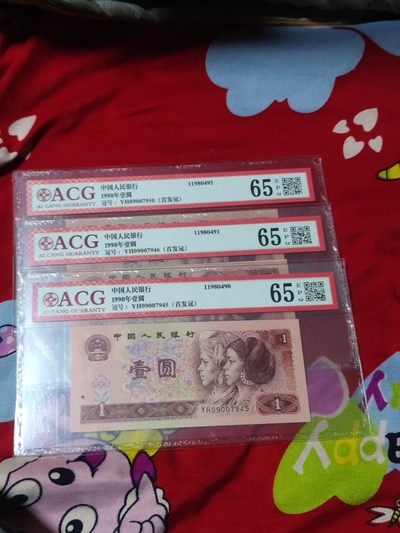 ACG
AI CANG GUARANTY
中国人民银行
1990年壹圆
冠号：YH09007950（首发冠）
11980495
65 EPQ
ACG
AI CANG GUARANTY
中国人民银行
1990年壹圆
冠号：YH09007946（首发冠）
11980491
65 EPQ
ACG
AI CANG GUARANTY
中国人民银行
1990年壹圆
冠号：YH09007945（首发冠）
11980490
65 EPQ
中国人民银行
壹圆
1
YH09007945
1
1